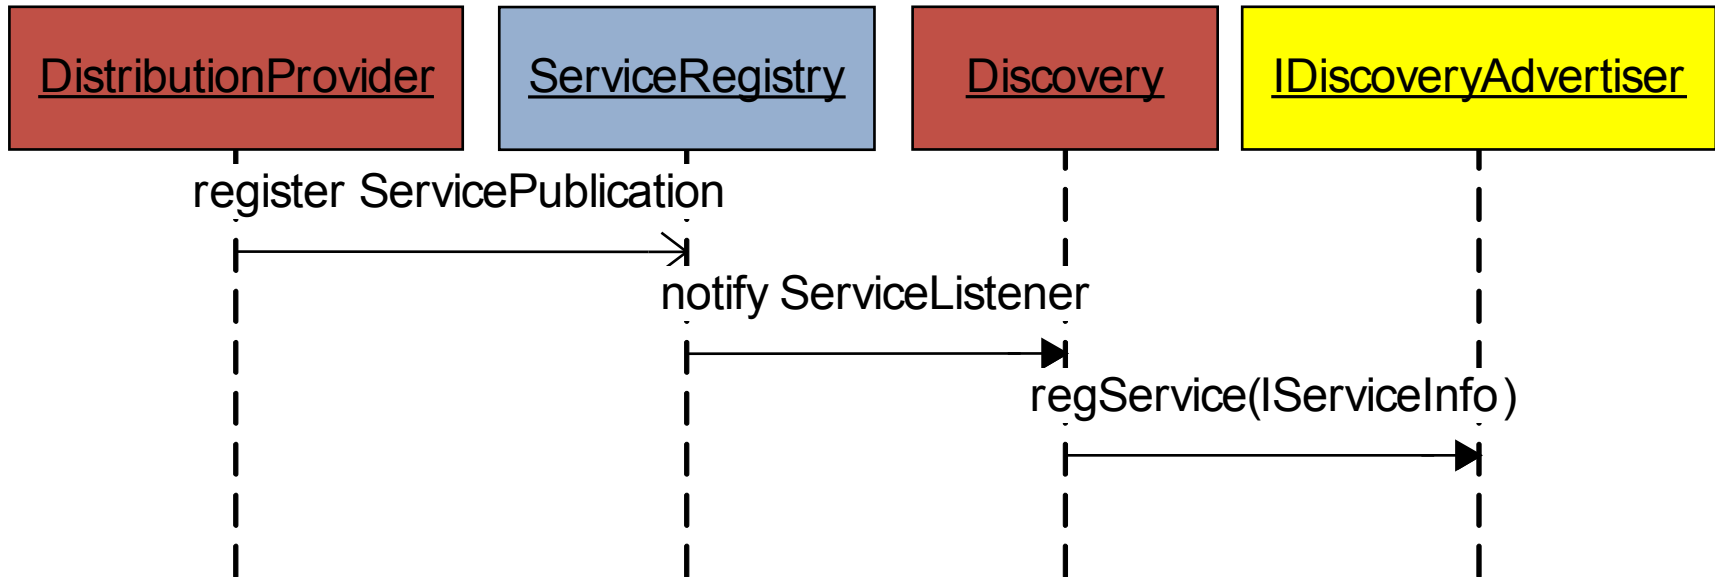 DistributionProvider
ServiceRegistry
Discovery
IDiscoveryAdvertiser
register ServicePublication
notify ServiceListener
regService(IServiceInfo)